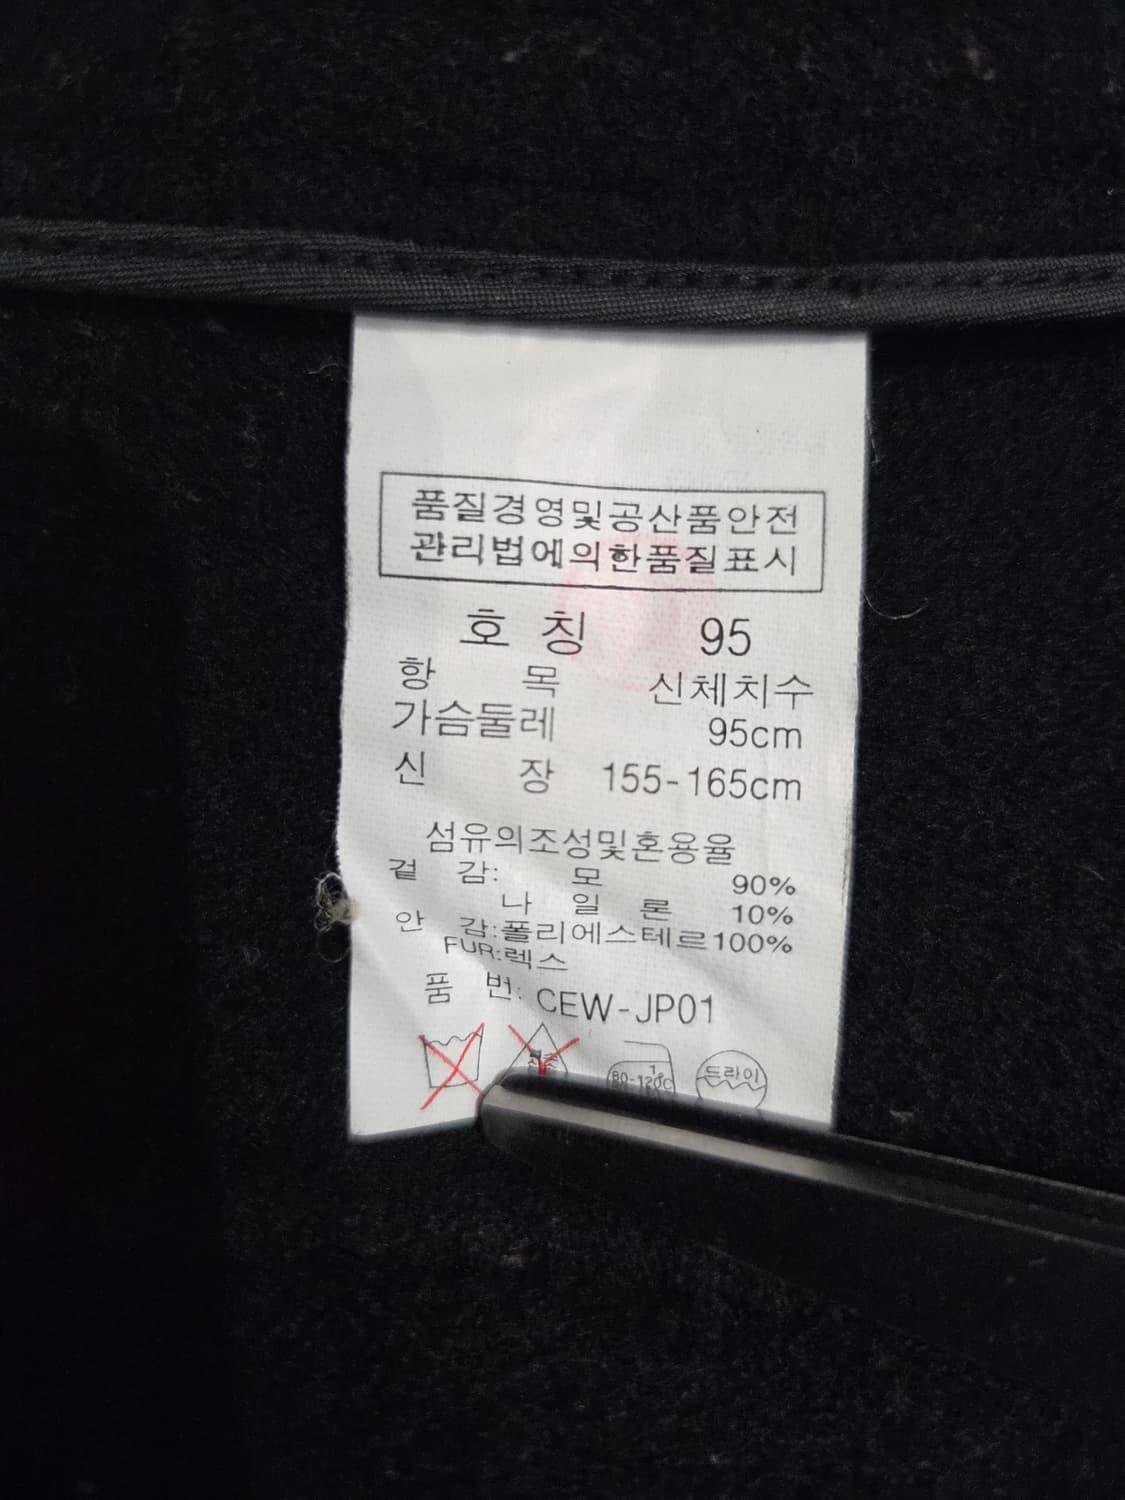 품질경영및공산품안전
관리법에의한품질표시
호 칭 95
항 목 신체치수
가슴둘레 95cm
신 장 155-165cm
섬유의조성및혼용율
겉 감: 모 90%
나 일 론 10%
안 감:폴리에스테르100%
FUR:렉스
품 번: CEW-JP01
80-120℃ 드라이